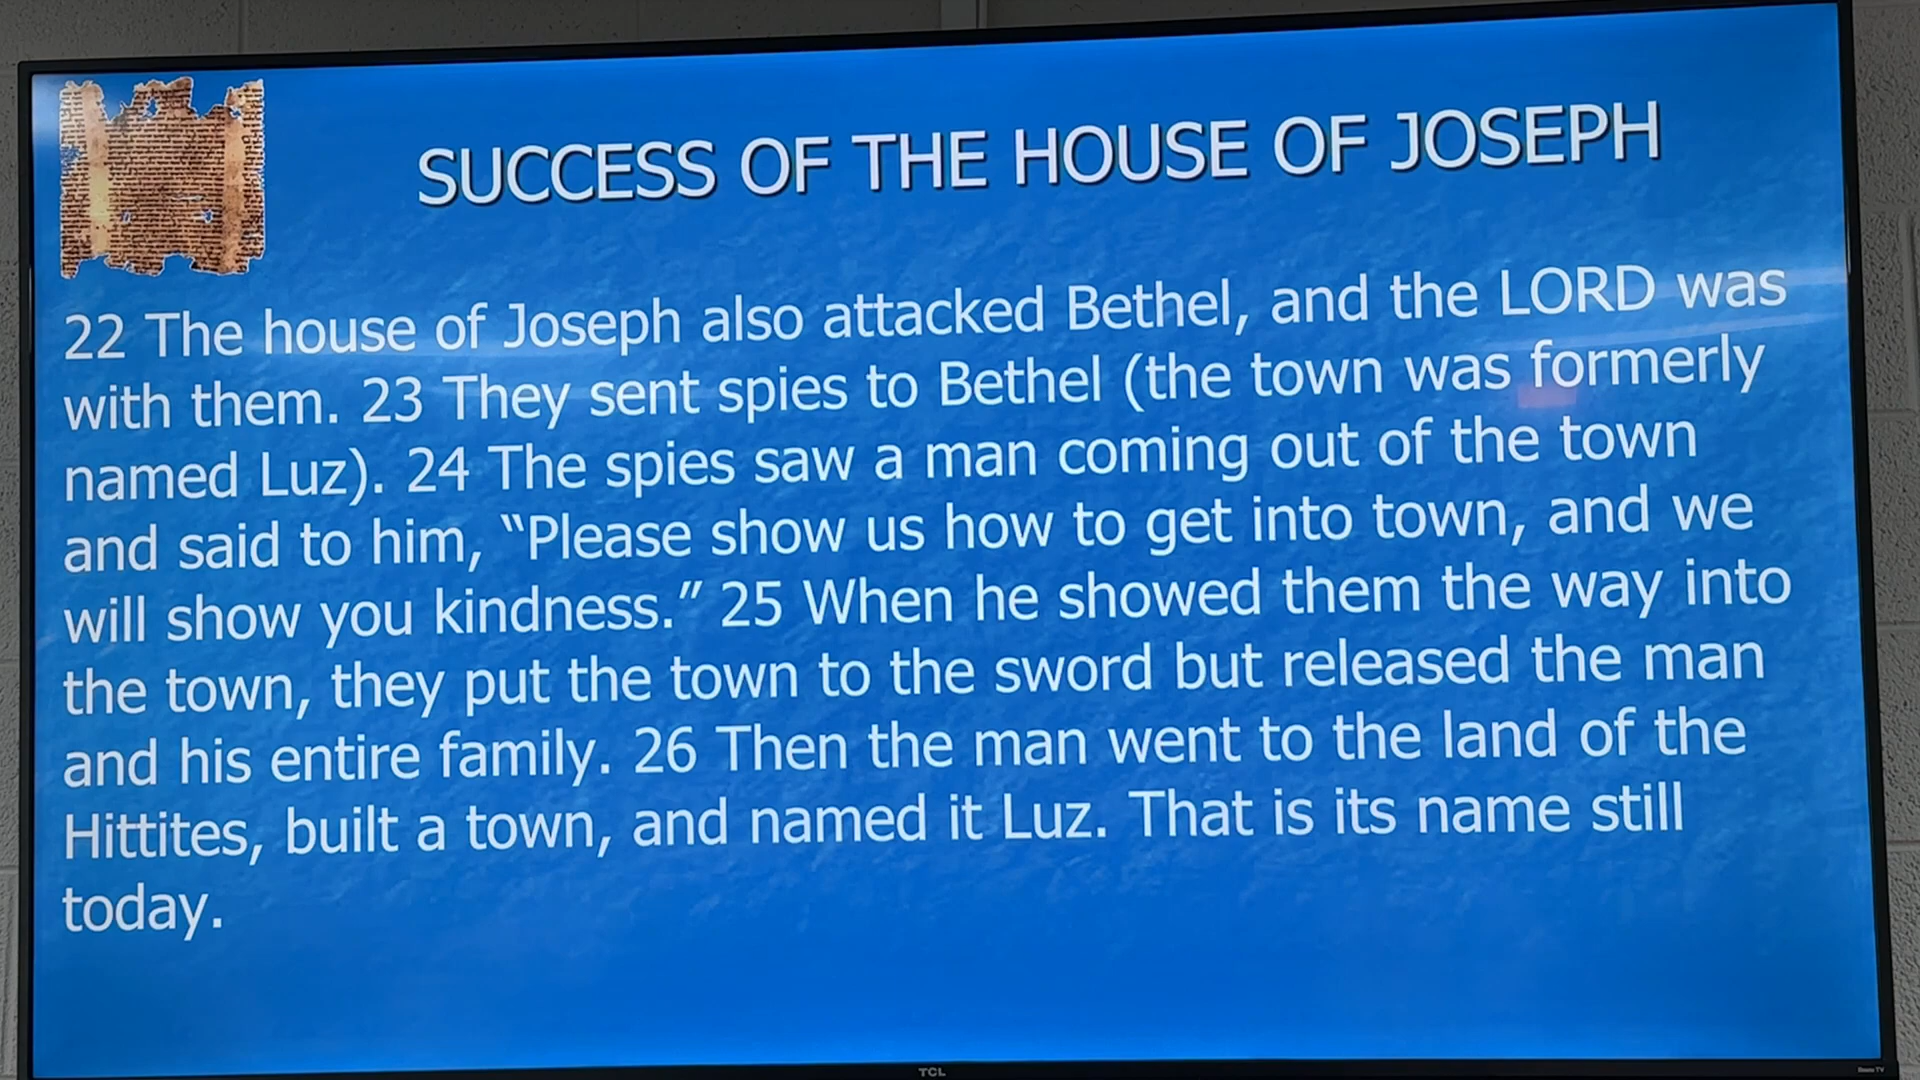 SUCCESS OF THE HOUSE OF JOSEPH
22 The house of Joseph also attacked Bethel, and the LORD was
with them. 23 They sent spies to Bethel (the town was formerly
named Luz). 24 The spies saw a man coming out of the town
and said to him, “Please show us how to get into town, and we
will show you kindness.” 25 When he showed them the way into
the town, they put the town to the sword but released the man
and his entire family. 26 Then the man went to the land of the
Hittites, built a town, and named it Luz. That is its name still
today.
TCL
Roku TV